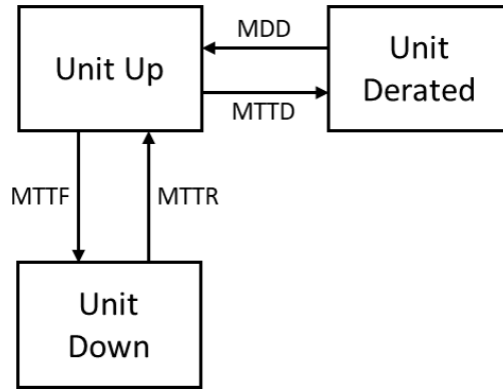 MDD
Unit Up
Unit
Derated
MTTD
MTTF
MTTR
Unit
Down